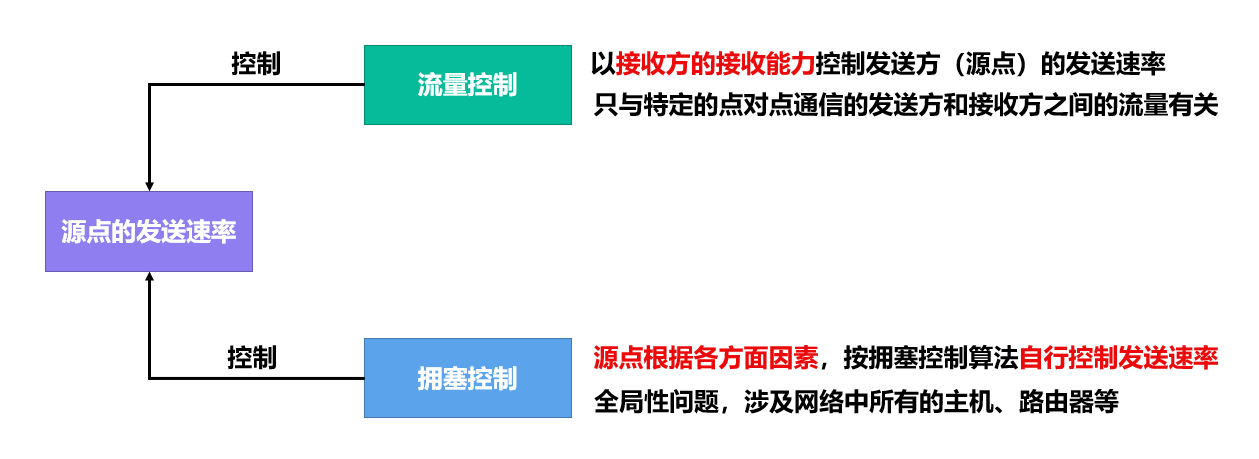 控制
流量控制
以接收方的接收能力控制发送方（源点）的发送速率
只与特定的点对点通信的发送方和接收方之间的流量有关
源点的发送速率
控制
拥塞控制
源点根据各方面因素，按拥塞控制算法自行控制发送速率
全局性问题，涉及网络中所有的主机、路由器等